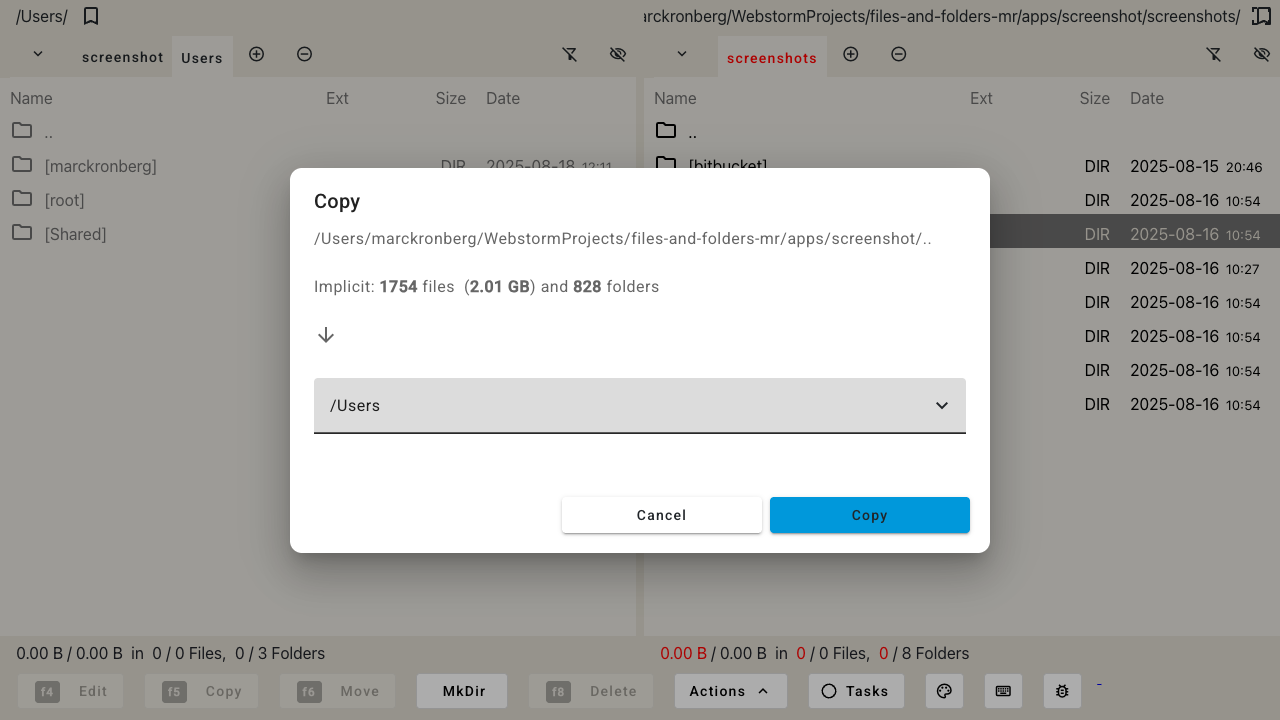 /Users/
arckronberg/WebstormProjects/files-and-folders-mr/apps/screenshot/screenshots/
screenshot Users
screenshots
Name Ext Size Date
Name Ext Size Date
..
[marckronberg] DIR 2025-08-18 12:11
[root]
[Shared]
..
[bitbucket] DIR 2025-08-15 20:46
DIR 2025-08-16 10:54
DIR 2025-08-16 10:54
DIR 2025-08-16 10:27
DIR 2025-08-16 10:54
DIR 2025-08-16 10:54
DIR 2025-08-16 10:54
DIR 2025-08-16 10:54
Copy
/Users/marckronberg/WebstormProjects/files-and-folders-mr/apps/screenshot/..
Implicit: 1754 files (2.01 GB) and 828 folders
/Users
Cancel Copy
0.00 B / 0.00 B in 0 / 0 Files, 0 / 3 Folders
0.00 B / 0.00 B in 0 / 0 Files, 0 / 8 Folders
f4 Edit f5 Copy f6 Move MkDir f8 Delete Actions Tasks -